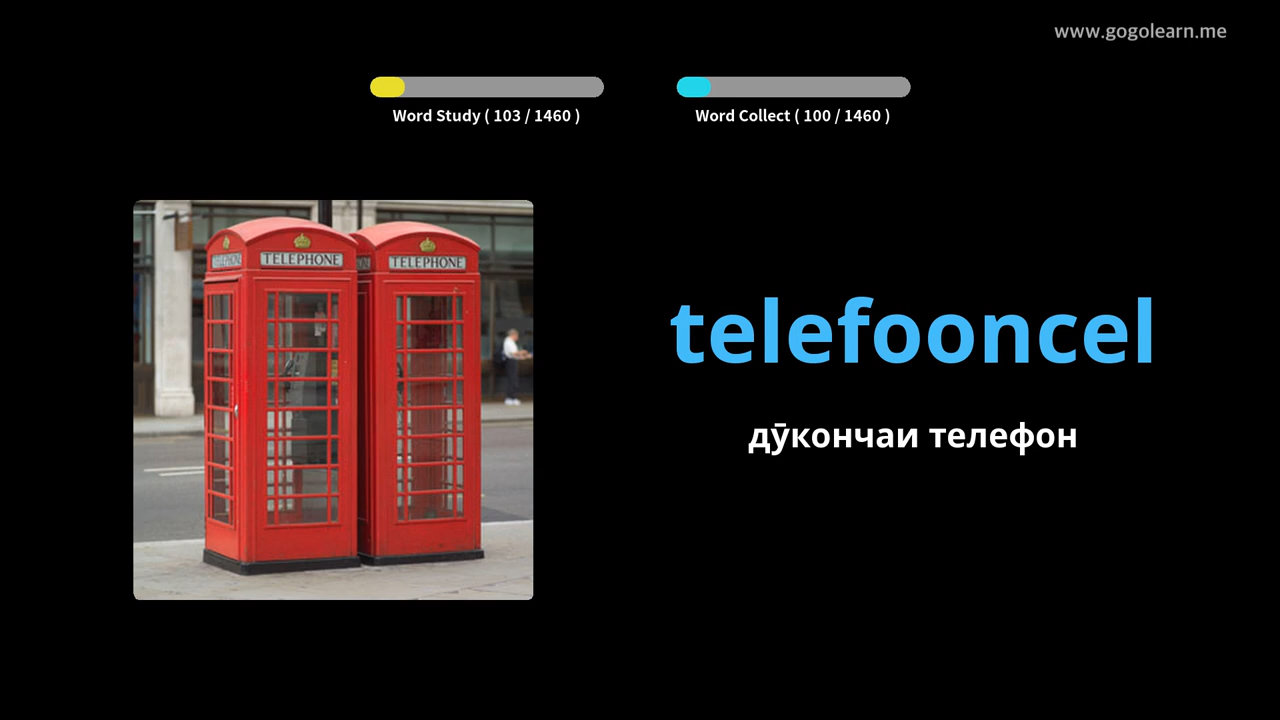 www.gogolearn.me
Word Study ( 103 / 1460 )
Word Collect ( 100 / 1460 )
TELEPHONE
TELEPHONE
telefooncel
дӯкончаи телефон